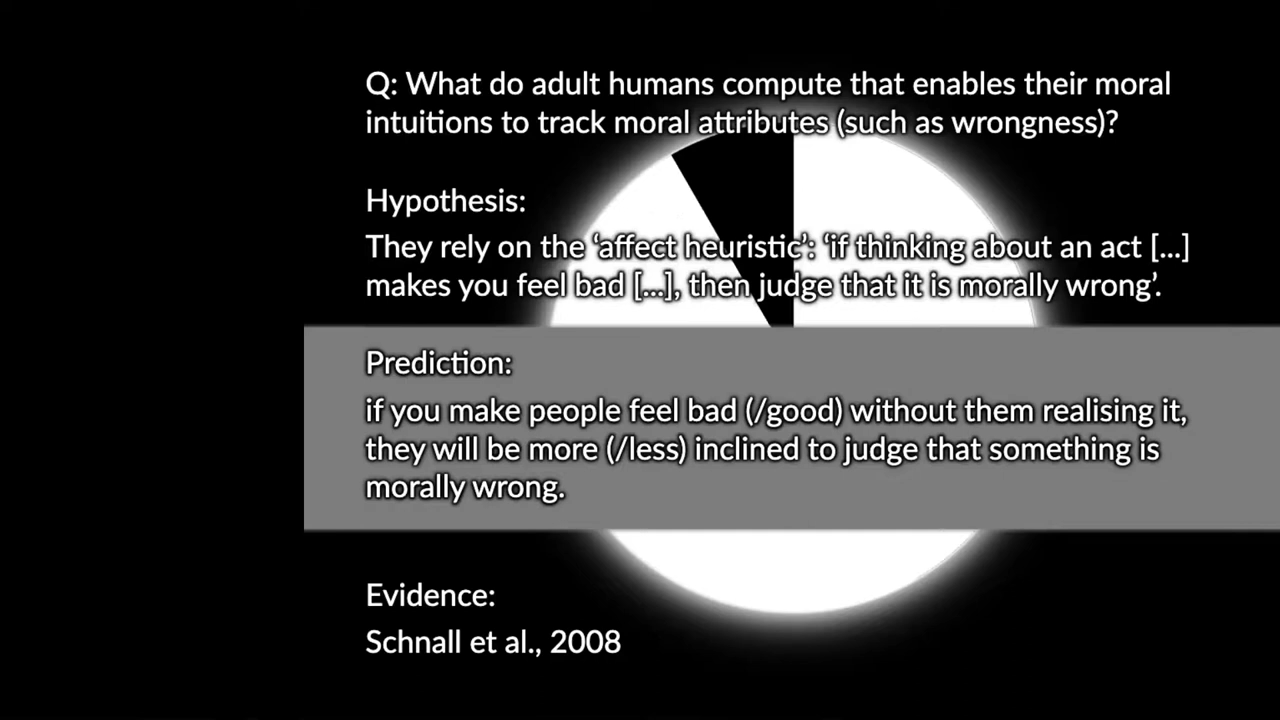 Q: What do adult humans compute that enables their moral
intuitions to track moral attributes (such as wrongness)?
Hypothesis:
They rely on the ‘affect heuristic’: ‘if thinking about an act [...]
makes you feel bad [...], then judge that it is morally wrong’.
Prediction:
if you make people feel bad (/good) without them realising it,
they will be more (/less) inclined to judge that something is
morally wrong.
Evidence:
Schnall et al., 2008